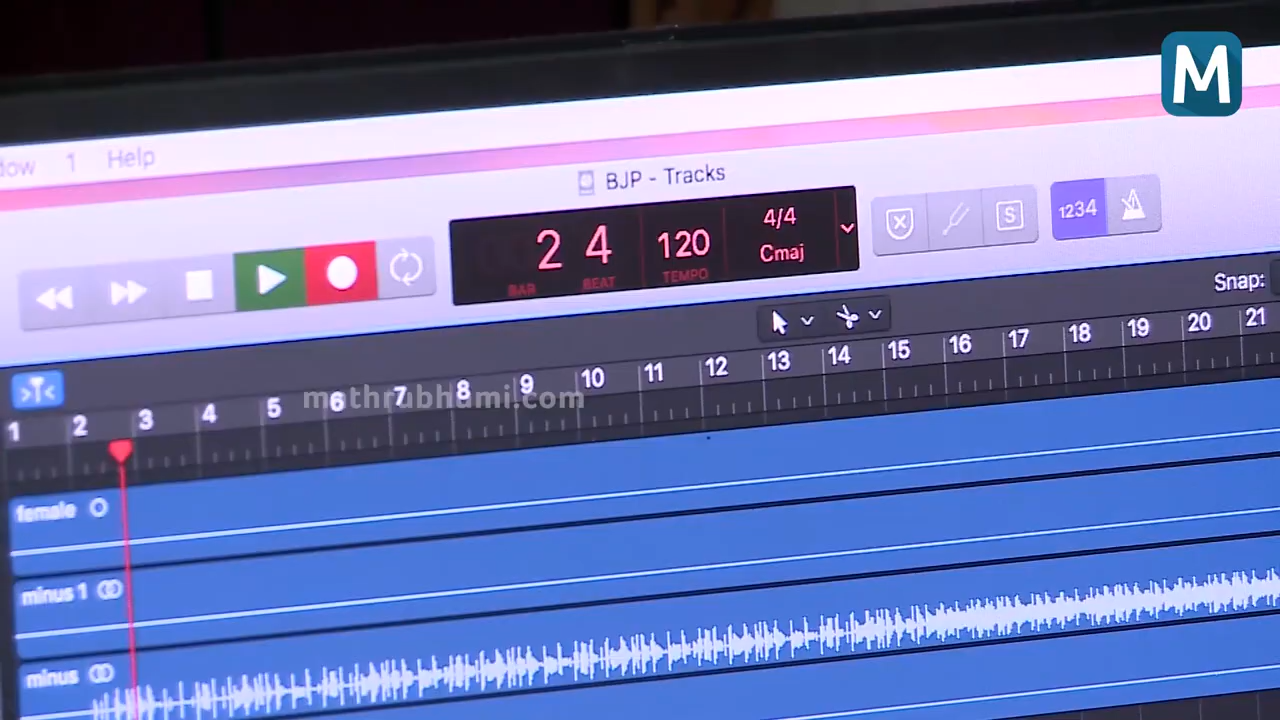 M
dow 1 Help
BJP - Tracks
2 4 120 4/4
Cmaj
BAR BEAT TEMPO
S 1234
Snap:
1 2 3 4 5 6 7 8 9 10 11 12 13 14 15 16 17 18 19 20 21
mathrubhumi.com
female
minus 1
minus